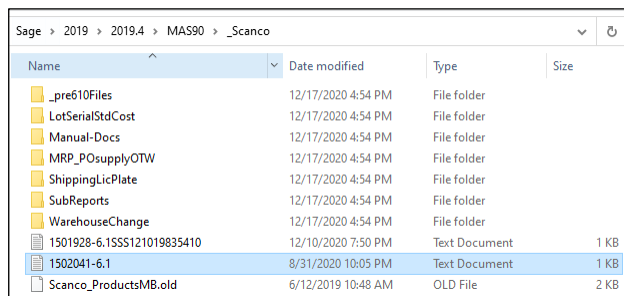 Sage > 2019 > 2019.4 > MAS90 > _Scanco
Name Date modified Type Size
_pre610Files 12/17/2020 4:54 PM File folder
LotSerialStdCost 12/17/2020 4:54 PM File folder
Manual-Docs 12/17/2020 4:54 PM File folder
MRP_POsupplyOTW 12/17/2020 4:54 PM File folder
ShippingLicPlate 12/17/2020 4:54 PM File folder
SubReports 12/17/2020 4:54 PM File folder
WarehouseChange 12/17/2020 4:54 PM File folder
1501928-6.1SSS121019835410 12/10/2020 7:50 PM Text Document 1 KB
1502041-6.1 8/31/2020 10:05 PM Text Document 1 KB
Scanco_ProductsMB.old 6/12/2019 10:48 AM OLD File 2 KB